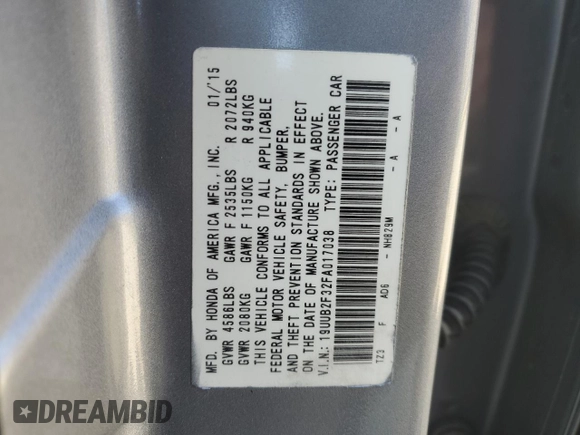 MFD. BY HONDA OF AMERICA MFG., INC. 01/'15
GVWR 4586LBS GAWR F 2535LBS R 2072LBS
GVWR 2080KG GAWR F 1150KG R 940KG
THIS VEHICLE CONFORMS TO ALL APPLICABLE
FEDERAL MOTOR VEHICLE SAFETY, BUMPER,
AND THEFT PREVENTION STANDARDS IN EFFECT
ON THE DATE OF MANUFACTURE SHOWN ABOVE.
V.I.N.: 19UUB2F32FA017038 TYPE: PASSENGER CAR
TZ3 F AD6 - NH829M - A - A
DREAMBID